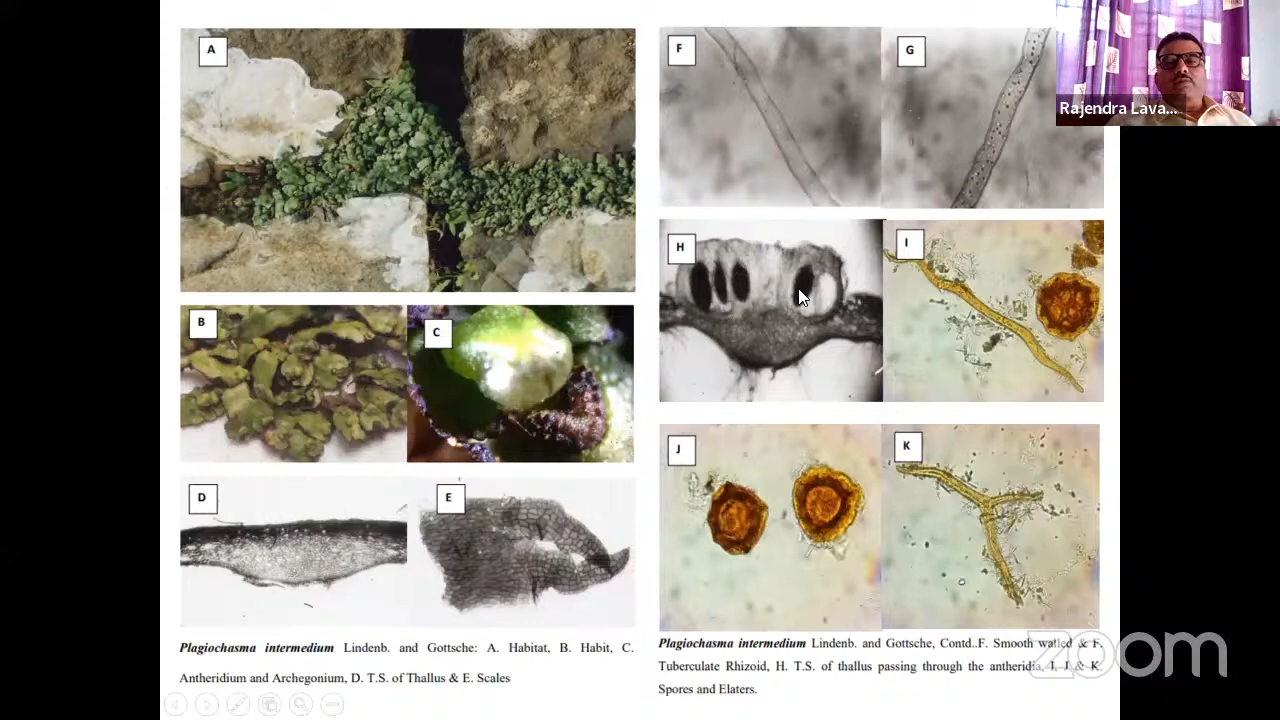 A
F
G
Rajendra Lava...
H
I
B
C
J
K
D
E
Plagiochasma intermedium Lindenb. and Gottsche: A. Habitat, B. Habit, C.
Antheridium and Archegonium, D. T.S. of Thallus & E. Scales
Plagiochasma intermedium Lindenb. and Gottsche, Contd..F. Smooth walled & F.
Tuberculate Rhizoid, H. T.S. of thallus passing through the antheridia, I, J & K.
Spores and Elaters.
zoom